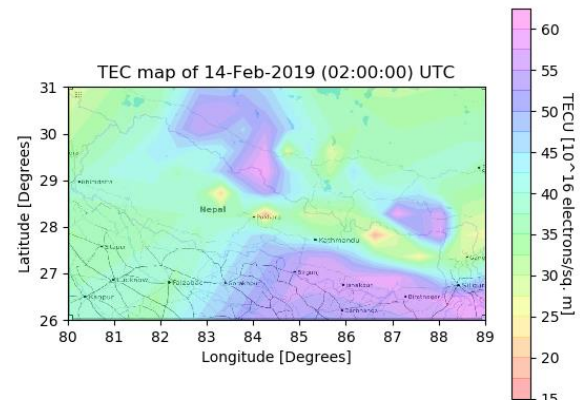 TEC map of 14-Feb-2019 (02:00:00) UTC
Latitude [Degrees]
31
30
29
28
27
26
80 81 82 83 84 85 86 87 88 89
Longitude [Degrees]
Nepal
Kathmandu
60
55
50
45
40
35
30
25
20
15
TECU [10^16 electrons/sq. m]